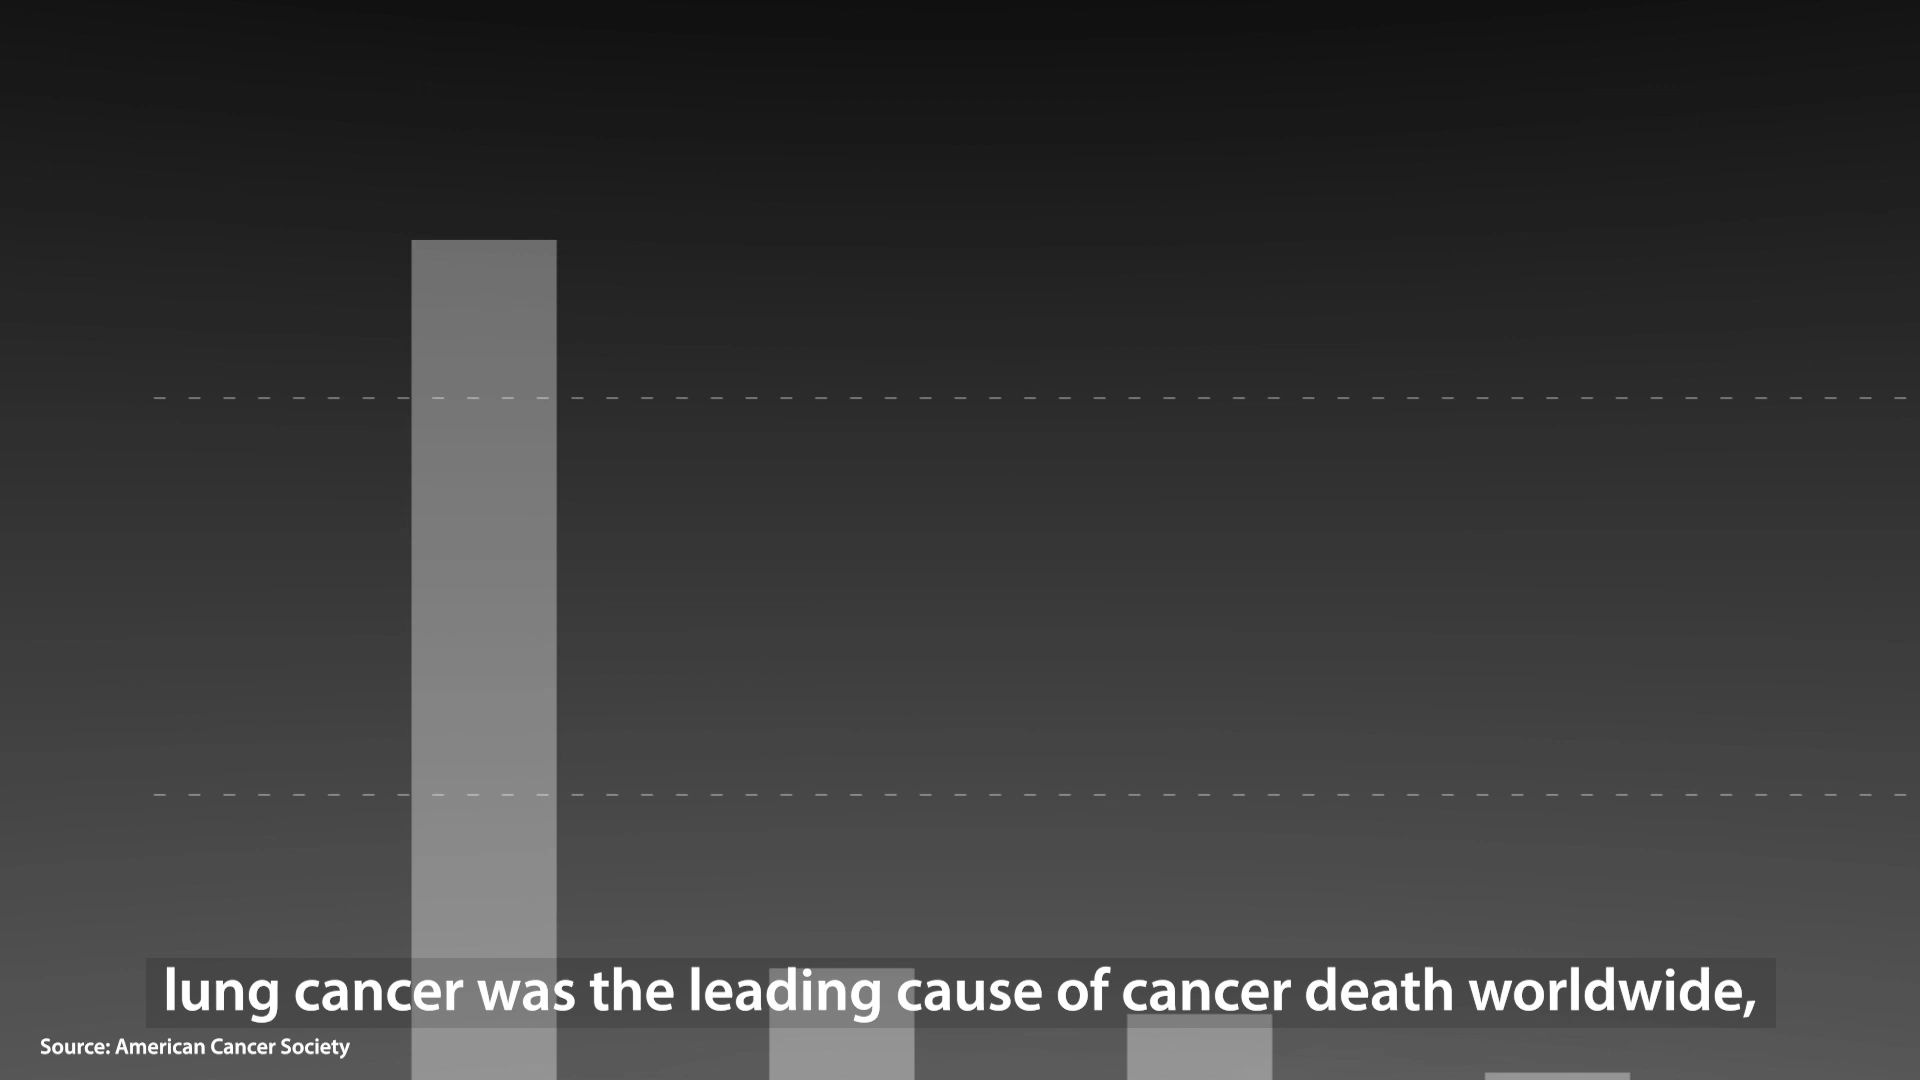 lung cancer was the leading cause of cancer death worldwide,
Source: American Cancer Society